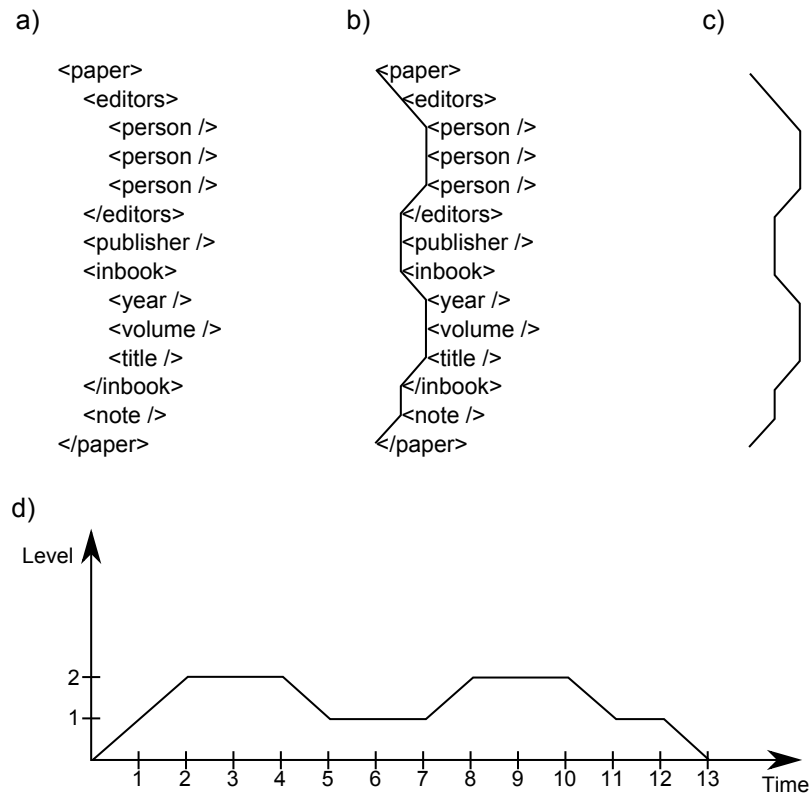 a)
<paper>
<editors>
<person />
<person />
<person />
</editors>
<publisher />
<inbook>
<year />
<volume />
<title />
</inbook>
<note />
</paper>
b)
<paper>
<editors>
<person />
<person />
<person />
</editors>
<publisher />
<inbook>
<year />
<volume />
<title />
</inbook>
<note />
</paper>
c)
d)
Level
2
1
1 2 3 4 5 6 7 8 9 10 11 12 13
Time